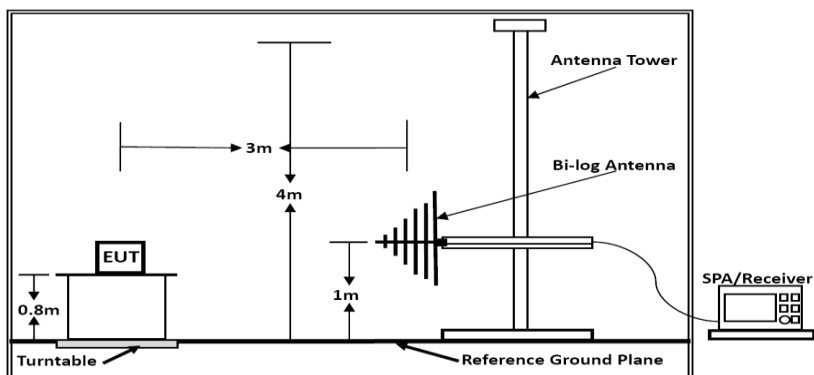 Antenna Tower
3m
Bi-log Antenna
4m
EUT
SPA/Receiver
0.8m
1m
Turntable
Reference Ground Plane